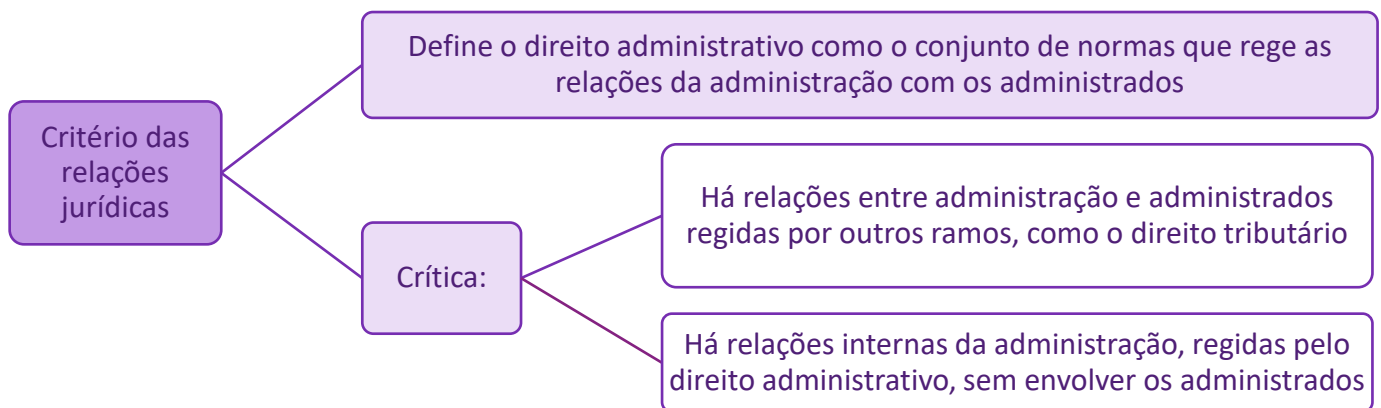 Define o direito administrativo como o conjunto de normas que rege as
relações da administração com os administrados
Critério das
relações
jurídicas
Há relações entre administração e administrados
regidas por outros ramos, como o direito tributário
Crítica:
Há relações internas da administração, regidas pelo
direito administrativo, sem envolver os administrados